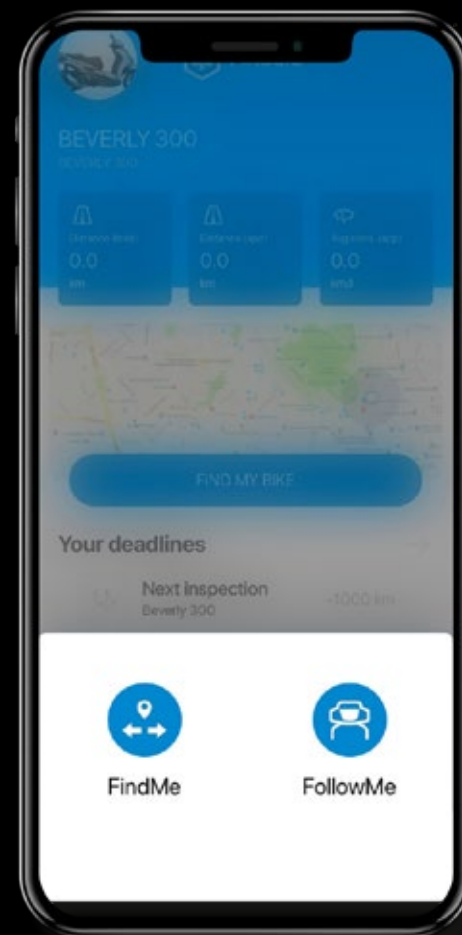 BEVERLY 300
BEVERLY 300
0.0
km
0.0
km
0.0
FIND MY BIKE
Your deadlines
Next inspection
Beverly 300
-1000 km
FindMe
FollowMe